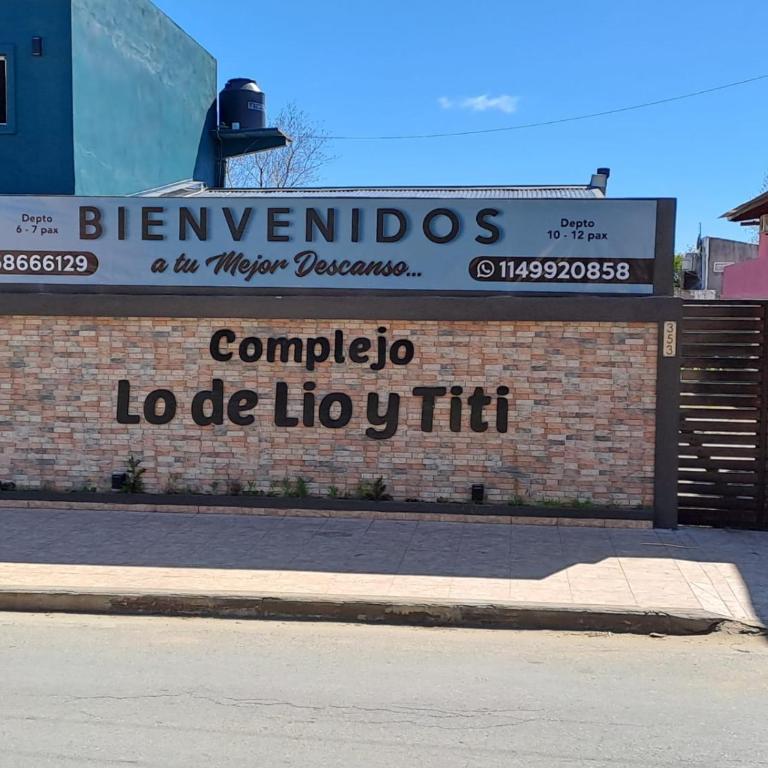 Depto
6 - 7 pax
8666129
BIENVENIDOS
a tu Mejor Descanso...
Depto
10 - 12 pax
1149920858
Complejo
Lo de Lio y Titi
353